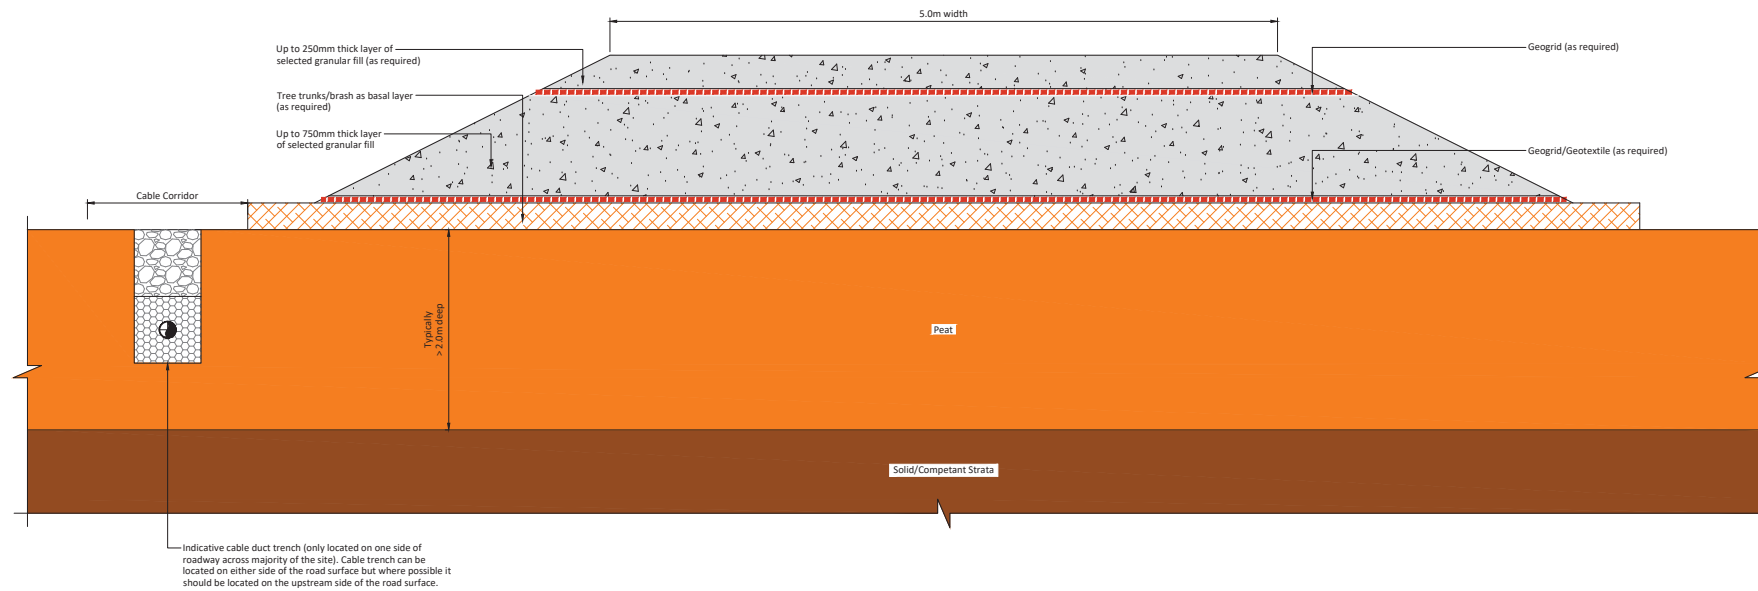 5.0m width
Up to 250mm thick layer of
selected granular fill (as required)
Geogrid (as required)
Tree trunks/brash as basal layer
(as required)
Up to 750mm thick layer
of selected granular fill
Geogrid/Geotextile (as required)
Cable Corridor
Typically
> 2.0m deep
Peat
Solid/Competant Strata
Indicative cable duct trench (only located on one side of
roadway across majority of the site). Cable trench can be
located on either side of the road surface but where possible it
should be located on the upstream side of the road surface.